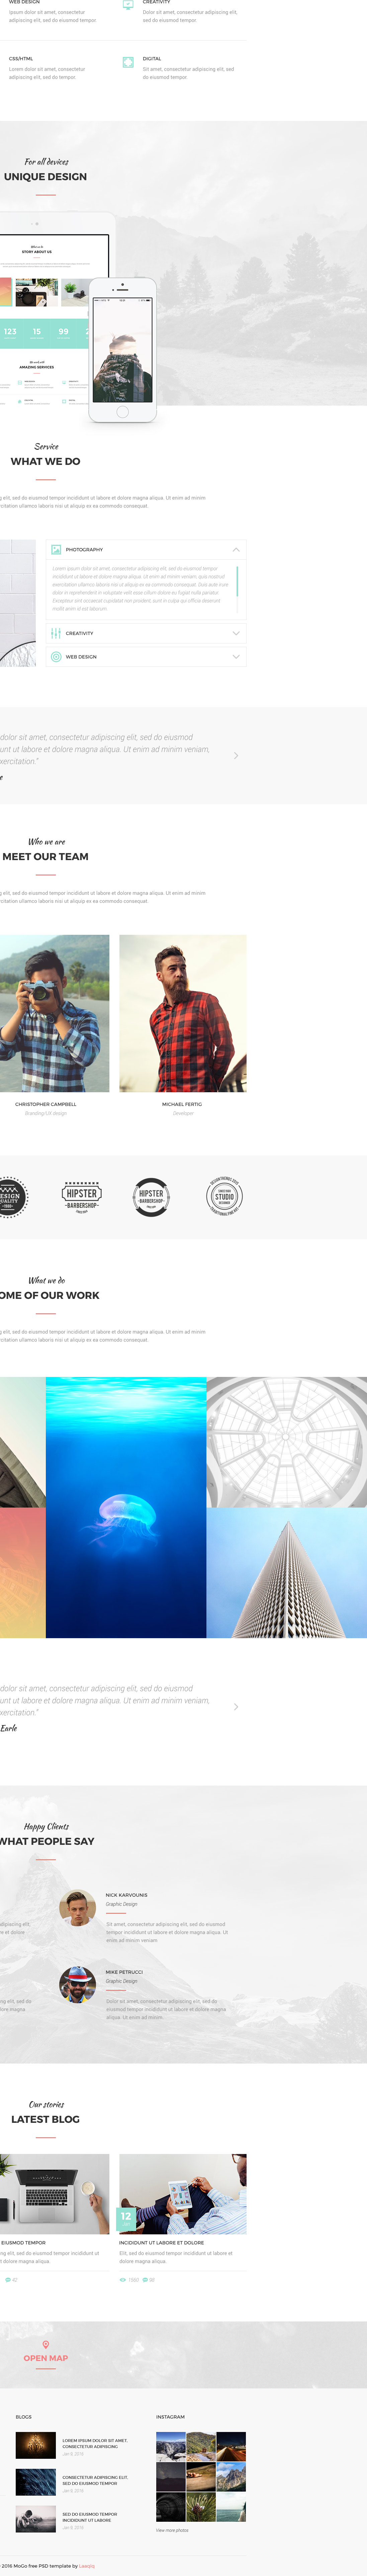 WEB DESIGN
Ipsum dolor sit amet, consectetur
adipiscing elit, sed do eiusmod tempor.
CREATIVITY
Dolor sit amet, consectetur adipiscing elit,
sed do eiusmod tempor.
CSS/HTML
Lorem dolor sit amet, consectetur
adipiscing elit, sed do tempor.
DIGITAL
Sit amet, consectetur adipiscing elit, sed
do eiusmod tempor.
For all devices
UNIQUE DESIGN
STORY ABOUT US
123 15 99
AMAZING SERVICES
Service
WHAT WE DO
elit, sed do eiusmod tempor incididunt ut labore et dolore magna aliqua. Ut enim ad minim
citation ullamco laboris nisi ut aliquip ex ea commodo consequat.
PHOTOGRAPHY
Lorem ipsum dolor sit amet, consectetur adipiscing elit, sed do eiusmod tempor
incididunt ut labore et dolore magna aliqua. Ut enim ad minim veniam, quis nostrud
exercitation ullamco laboris nisi ut aliquip ex ea commodo consequat. Duis aute irure
dolor in reprehenderit in voluptate velit esse cillum dolore eu fugiat nulla pariatur.
Excepteur sint occaecat cupidatat non proident, sunt in culpa qui officia deserunt
mollit anim id est laborum.
CREATIVITY
WEB DESIGN
dolor sit amet, consectetur adipiscing elit, sed do eiusmod
unt ut labore et dolore magna aliqua. Ut enim ad minim veniam,
xercitation."
Who we are
MEET OUR TEAM
elit, sed do eiusmod tempor incididunt ut labore et dolore magna aliqua. Ut enim ad minim
citation ullamco laboris nisi ut aliquip ex ea commodo consequat.
CHRISTOPHER CAMPBELL
Branding/UX design
MICHAEL FERTIG
Developer
ESIGN
UALITY
HIPSTER
-BARBERSHOP-
HIPSTER
-BARBERSHOP-
STUDIO
What we do
OME OF OUR WORK
elit, sed do eiusmod tempor incididunt ut labore et dolore magna aliqua. Ut enim ad minim
citation ullamco laboris nisi ut aliquip ex ea commodo consequat.
dolor sit amet, consectetur adipiscing elit, sed do eiusmod
unt ut labore et dolore magna aliqua. Ut enim ad minim veniam,
xercitation."
Earle
Happy Clients
WHAT PEOPLE SAY
adipiscing elit,
re et dolore
NICK KARVOUNIS
Graphic Design
Sit amet, consectetur adipiscing elit, sed do eiusmod
tempor incididunt ut labore et dolore magna aliqua. Ut
enim ad minim veniam.
ng elit, sed do
lore magna
MIKE PETRUCCI
Graphic Design
Dolor sit amet, consectetur adipiscing elit, sed do
eiusmod tempor incididunt ut labore et dolore magna
aliqua. Ut enim ad minim.
Our stories
LATEST BLOG
12
EIUSMOD TEMPOR
ng elit, sed do eiusmod tempor incididunt ut
t dolore magna aliqua.
42
INCIDIDUNT UT LABORE ET DOLORE
Elit, sed do eiusmod tempor incididunt ut labore et
dolore magna aliqua.
OPEN MAP
BLOGS
LOREM IPSUM DOLOR SIT AMET,
CONSECTETUR ADIPISCING
Jan 9, 2016
CONSECTETUR ADIPISCING ELIT,
SED DO EIUSMOD TEMPOR
Jan 9, 2016
SED DO EIUSMOD TEMPOR
INCIDIDUNT UT LABORE
Jan 9, 2016
INSTAGRAM
View more photos
2016 MoGo free PSD template by Laaqiq